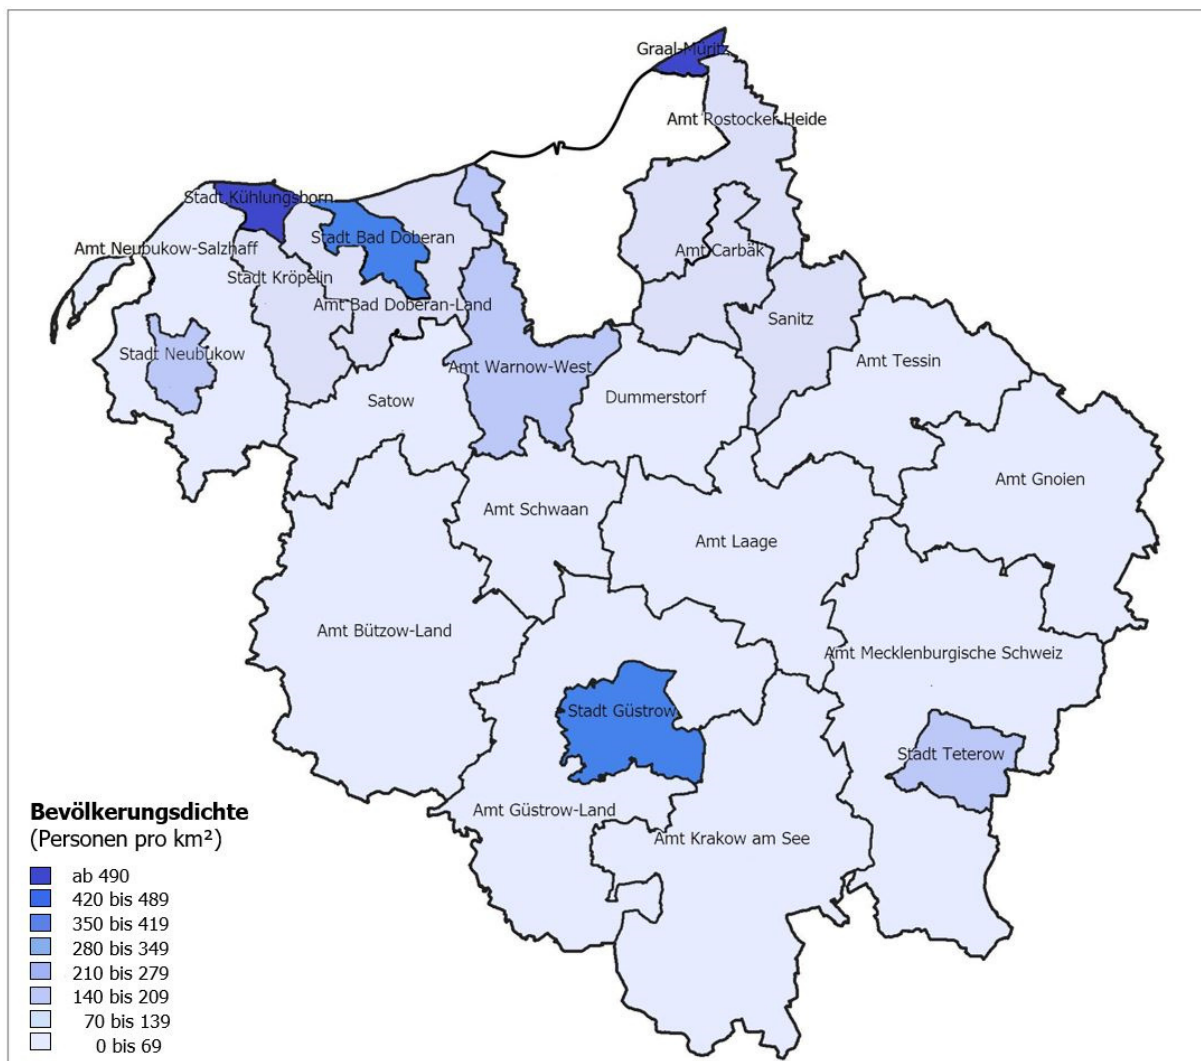 Graal-Müritz
Amt Rostocker Heide
Stadt Kühlungsborn
Stadt Bad Doberan
Amt Neubukow-Salzhaff
Amt Carbäk
Stadt Kröpelin
Amt Bad Doberan-Land
Sanitz
Stadt Neubukow
Amt Warnow-West
Amt Tessin
Satow
Dummerstorf
Amt Gnoien
Amt Schwaan
Amt Laage
Amt Bützow-Land
Amt Mecklenburgische Schweiz
Stadt Güstrow
Stadt Teterow
Amt Güstrow-Land
Amt Krakow am See
Bevölkerungsdichte
(Personen pro km²)
ab 490
420 bis 489
350 bis 419
280 bis 349
210 bis 279
140 bis 209
70 bis 139
0 bis 69